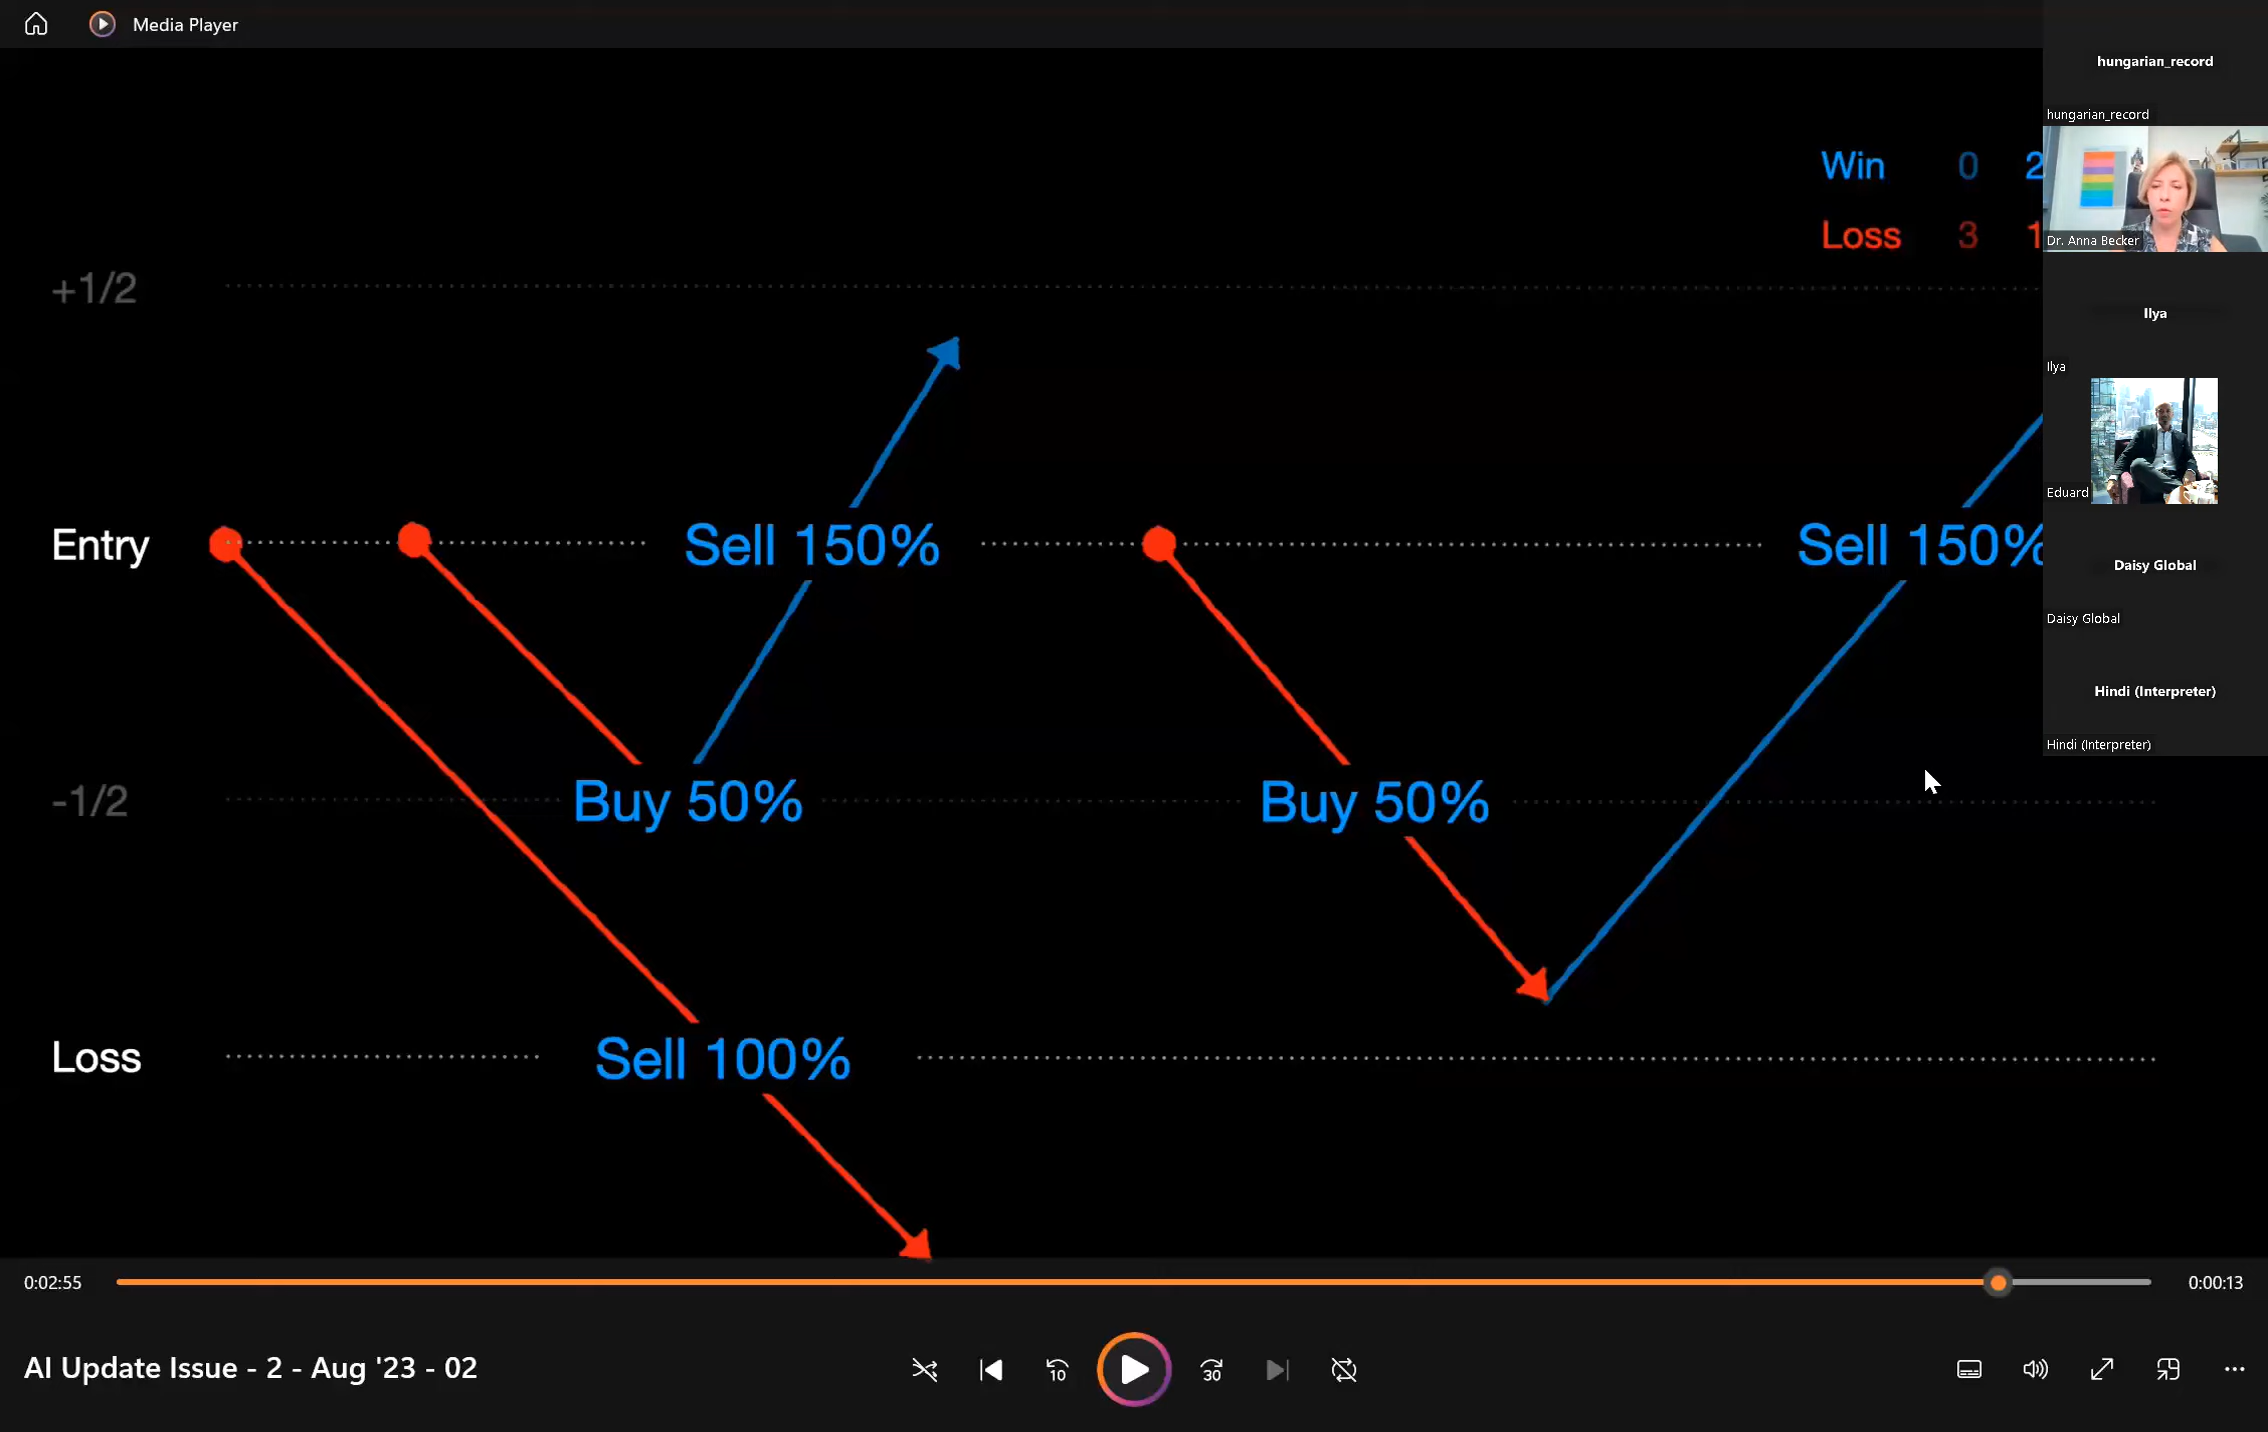 Media Player
hungarian_record
hungarian_record
Win 0 2
Dr. Anna Becker
Loss 3 1
+1/2
Ilya
Ilya
Eduard
Entry
Sell 150%
Sell 150%
Daisy Global
Daisy Global
Hindi (Interpreter)
Hindi (Interpreter)
-1/2
Buy 50%
Buy 50%
Loss
Sell 100%
0:02:55
0:00:13
AI Update Issue - 2 - Aug '23 - 02
10
30